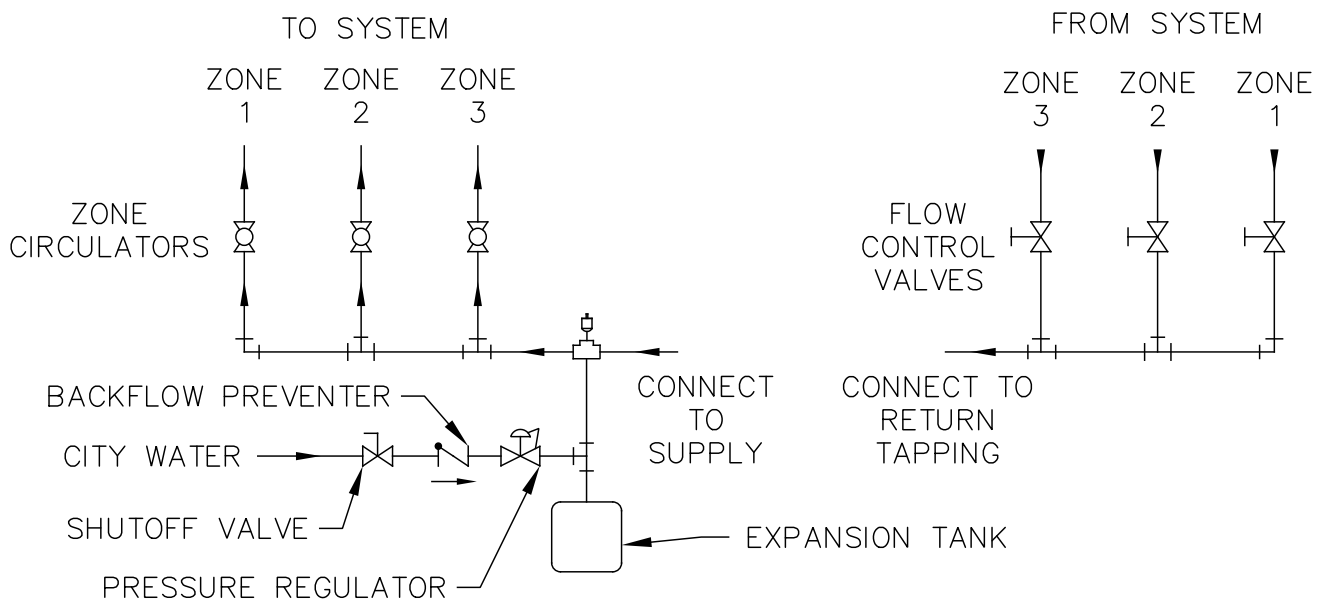 TO SYSTEM
FROM SYSTEM
ZONE
1
ZONE
2
ZONE
3
ZONE
3
ZONE
2
ZONE
1
ZONE
CIRCULATORS
FLOW
CONTROL
VALVES
BACKFLOW PREVENTER
CITY WATER
SHUTOFF VALVE
PRESSURE REGULATOR
CONNECT
TO
SUPPLY
CONNECT TO
RETURN
TAPPING
EXPANSION TANK